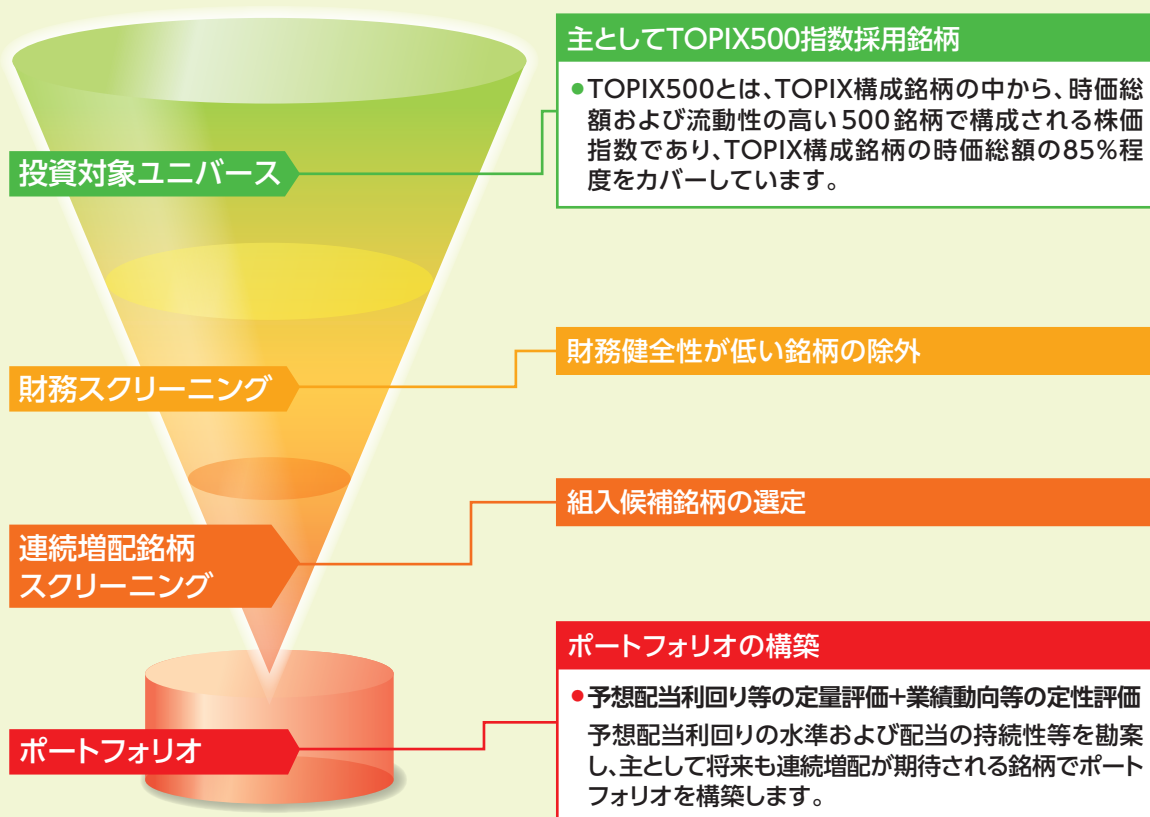 主としてTOPIX500指数採用銘柄
●TOPIX500とは、TOPIX構成銘柄の中から、時価総
額および流動性の高い500銘柄で構成される株価
指数であり、TOPIX構成銘柄の時価総額の85%程
度をカバーしています。
投資対象ユニバース
財務健全性が低い銘柄の除外
財務スクリーニング
組入候補銘柄の選定
連続増配銘柄
スクリーニング
ポートフォリオの構築
●予想配当利回り等の定量評価+業績動向等の定性評価
予想配当利回りの水準および配当の持続性等を勘案
し、主として将来も連続増配が期待される銘柄でポート
フォリオを構築します。
ポートフォリオ